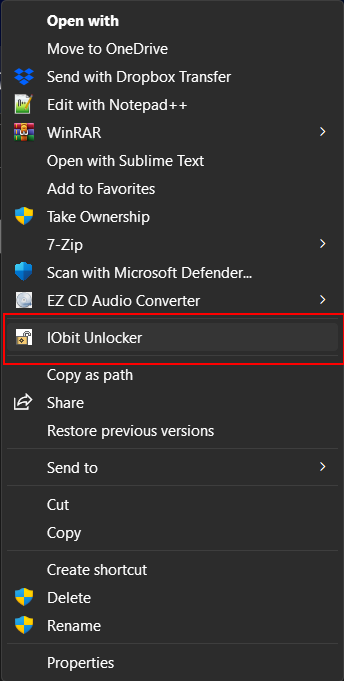 Open with
Move to OneDrive
Send with Dropbox Transfer
Edit with Notepad++
WinRAR
Open with Sublime Text
Add to Favorites
Take Ownership
7-Zip
Scan with Microsoft Defender...
EZ CD Audio Converter
IObit Unlocker
Copy as path
Share
Restore previous versions
Send to
Cut
Copy
Create shortcut
Delete
Rename
Properties